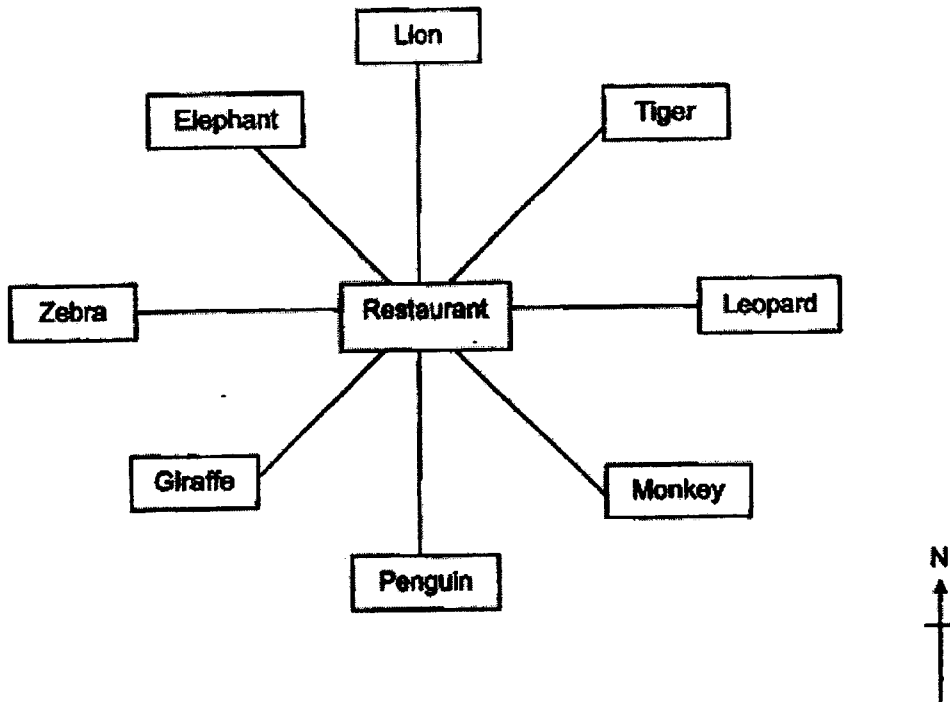 Lion
Elephant
Tiger
Zebra
Restaurant
Leopard
Giraffe
Monkey
Penguin
N